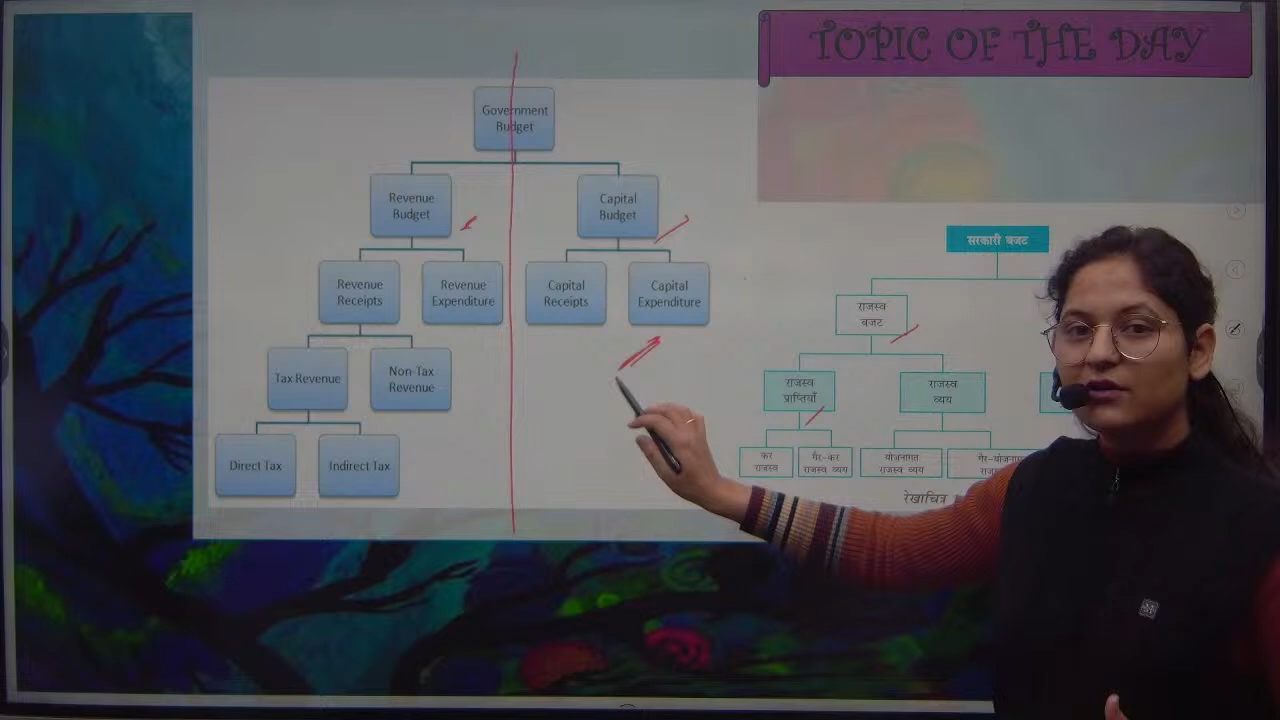 TOPIC OF THE DAY
Government
Budget
Revenue
Budget
Capital
Budget
Revenue
Receipts
Revenue
Expenditure
Capital
Receipts
Capital
Expenditure
Tax Revenue
Non-Tax
Revenue
Direct Tax
Indirect Tax
सरकारी बजट
राजस्व
बजट
राजस्व
प्राप्तियाँ
राजस्व
व्यय
कर
राजस्व
गैर-कर
राजस्व व्यय
योजनागत
राजस्व व्यय
रेखाचित्र